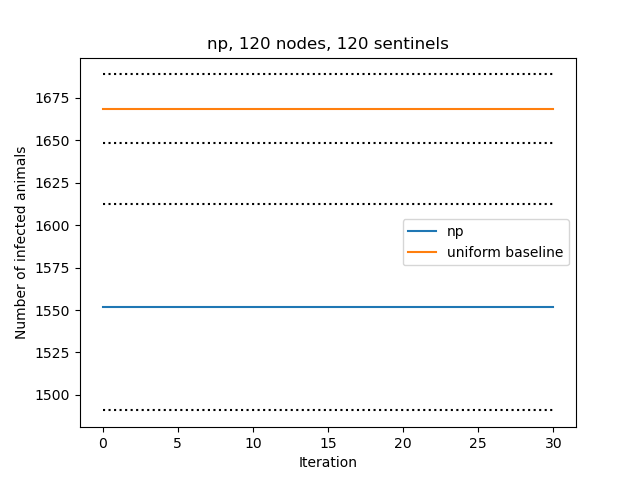 np, 120 nodes, 120 sentinels
Number of infected animals
1675
1650
1625
1600
1575
1550
1525
1500
np
uniform baseline
0 5 10 15 20 25 30
Iteration